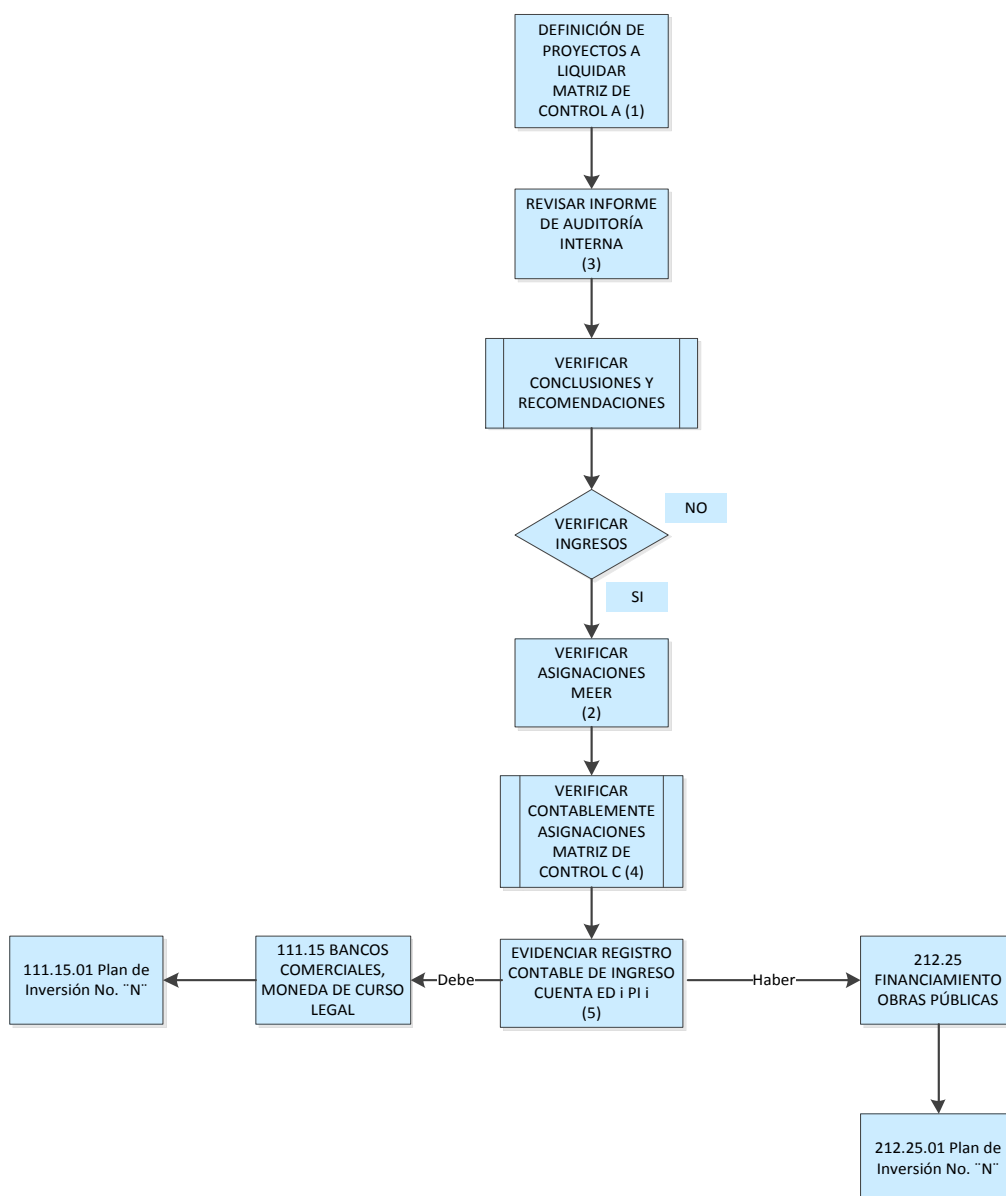 DEFINICIÓN DE
PROYECTOS A
LIQUIDAR
MATRIZ DE
CONTROL A (1)
REVISAR INFORME
DE AUDITORÍA
INTERNA
(3)
VERIFICAR
CONCLUSIONES Y
RECOMENDACIONES
VERIFICAR
INGRESOS
NO
SI
VERIFICAR
ASIGNACIONES
MEER
(2)
VERIFICAR
CONTABLEMENTE
ASIGNACIONES
MATRIZ DE
CONTROL C (4)
111.15.01 Plan de
Inversión No. ¨N¨
111.15 BANCOS
COMERCIALES,
MONEDA DE CURSO
LEGAL
Debe
EVIDENCIAR REGISTRO
CONTABLE DE INGRESO
CUENTA ED i PI i
(5)
Haber
212.25
FINANCIAMIENTO
OBRAS PÚBLICAS
212.25.01 Plan de
Inversión No. ¨N¨